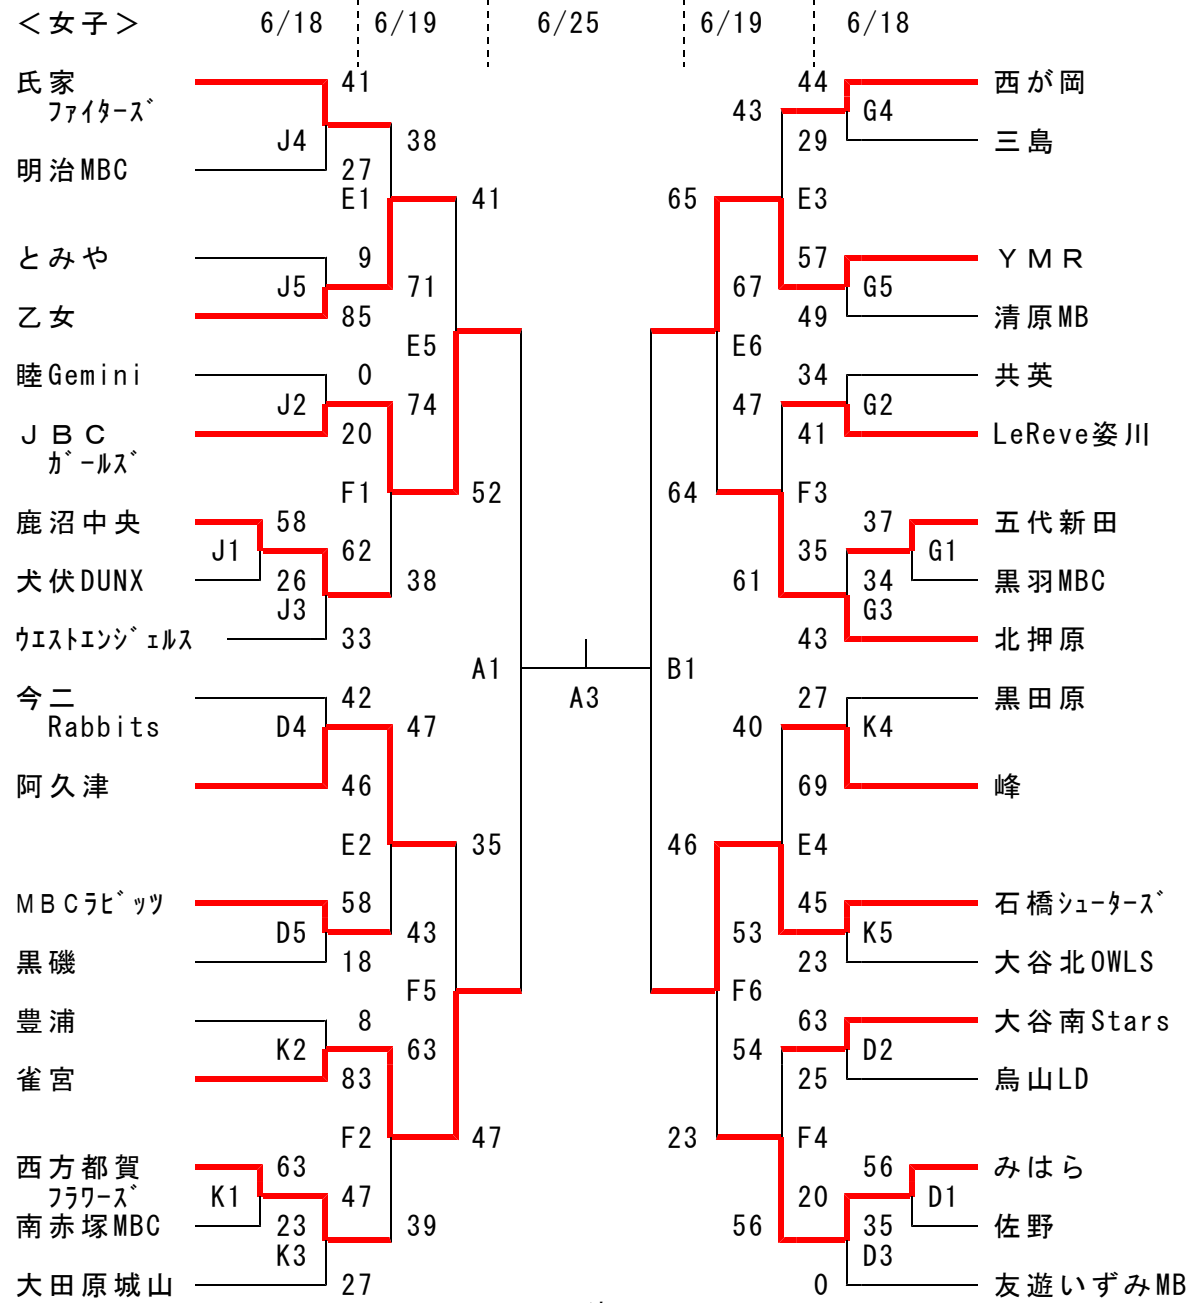 ＜女子＞ 6/18 6/19 6/25 6/19 6/18
氏家 41 44 西が岡
ﾌｧｲﾀｰｽﾞ 43 G4
J4 38 29 三島
明治MBC 27
E1 41 65 E3
とみや 9 57 ＹＭＲ
J5 71 67 G5
乙女 85 49 清原MB
E5 E6
睦Gemini 0 34 共英
J2 74 47 G2
ＪＢＣ 20 41 LeReve姿川
ｶﾞｰﾙｽﾞ
F1 52 64 F3
鹿沼中央 58 37 五代新田
J1 62 35 G1
犬伏DUNX 26 38 61 34 黒羽MBC
J3 G3
ｳｴｽﾄｴﾝｼﾞｪﾙｽ 33 43 北押原
A1 B1
今二 42 A3 27 黒田原
Rabbits D4 47 40 K4
阿久津 46 69 峰
E2 35 46 E4
ＭＢＣﾗﾋﾞｯﾂ 58 45 石橋ｼｭｰﾀｰｽﾞ
D5 43 53 K5
黒磯 18 23 大谷北OWLS
F5 F6
豊浦 8 63 大谷南Stars
K2 63 54 D2
雀宮 83 25 烏山LD
F2 47 23 F4
西方都賀 63 56 みはら
ﾌﾗﾜｰｽﾞ K1 47 20 D1
南赤塚MBC 23 39 56 35 佐野
K3 D3
大田原城山 27 0 友遊いずみMB